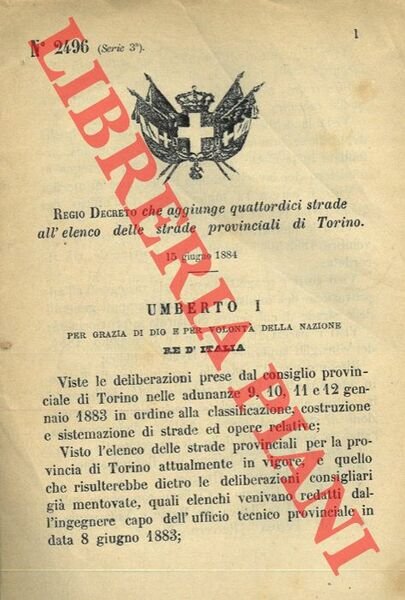 1
N° 2496 (Serie 3ª).
REGIO DECRETO che aggiunge quattordici strade
all'elenco delle strade provinciali di Torino.
15 giugno 1884
UMBERTO I
PER GRAZIA DI DIO E PER VOLONTÀ DELLA NAZIONE
RE D'ITALIA
Viste le deliberazioni prese dal consiglio provin-
ciale di Torino nelle adunanze 9, 10, 11 e 12 gen-
naio 1883 in ordine alla classificazione, costruzione
e sistemazione di strade ed opere relative;
Visto l'elenco delle strade provinciali per la pro-
vincia di Torino attualmente in vigore, e quello
che risulterebbe dietro le deliberazioni consigliari
già mentovate, quali elenchi venivano redatti dal-
l'ingegnere capo dell'ufficio tecnico provinciale in
data 8 giugno 1883;
LIBRERIA PIANI